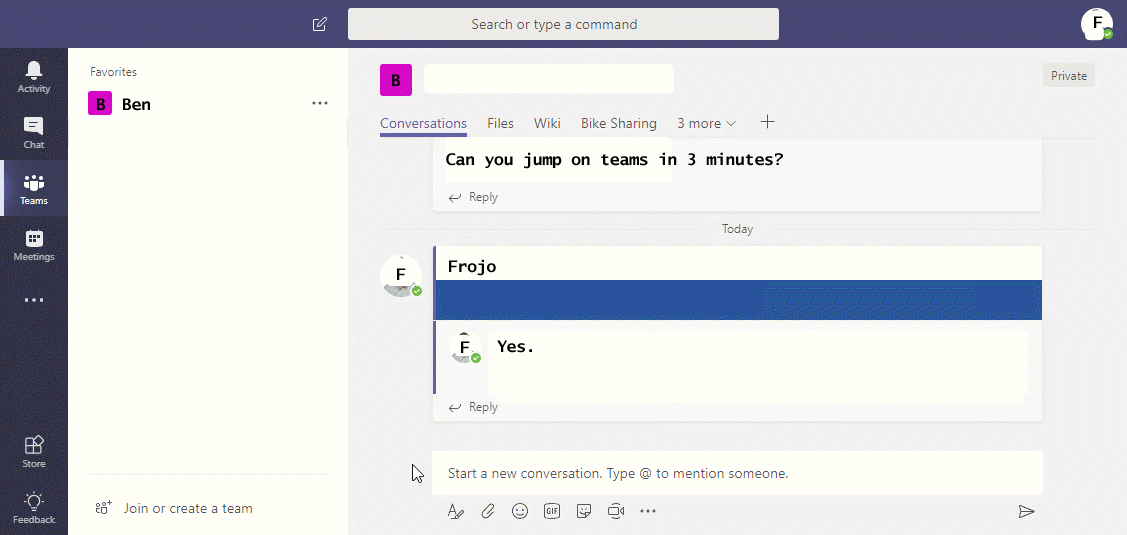 Search or type a command
F
Activity
Chat
Teams
Meetings
Store
Feedback
Favorites
B Ben
Join or create a team
B
Private
Conversations Files Wiki Bike Sharing 3 more
Can you jump on teams in 3 minutes?
Reply
Today
F
Frojo
F
Yes.
Reply
Start a new conversation. Type @ to mention someone.
GIF